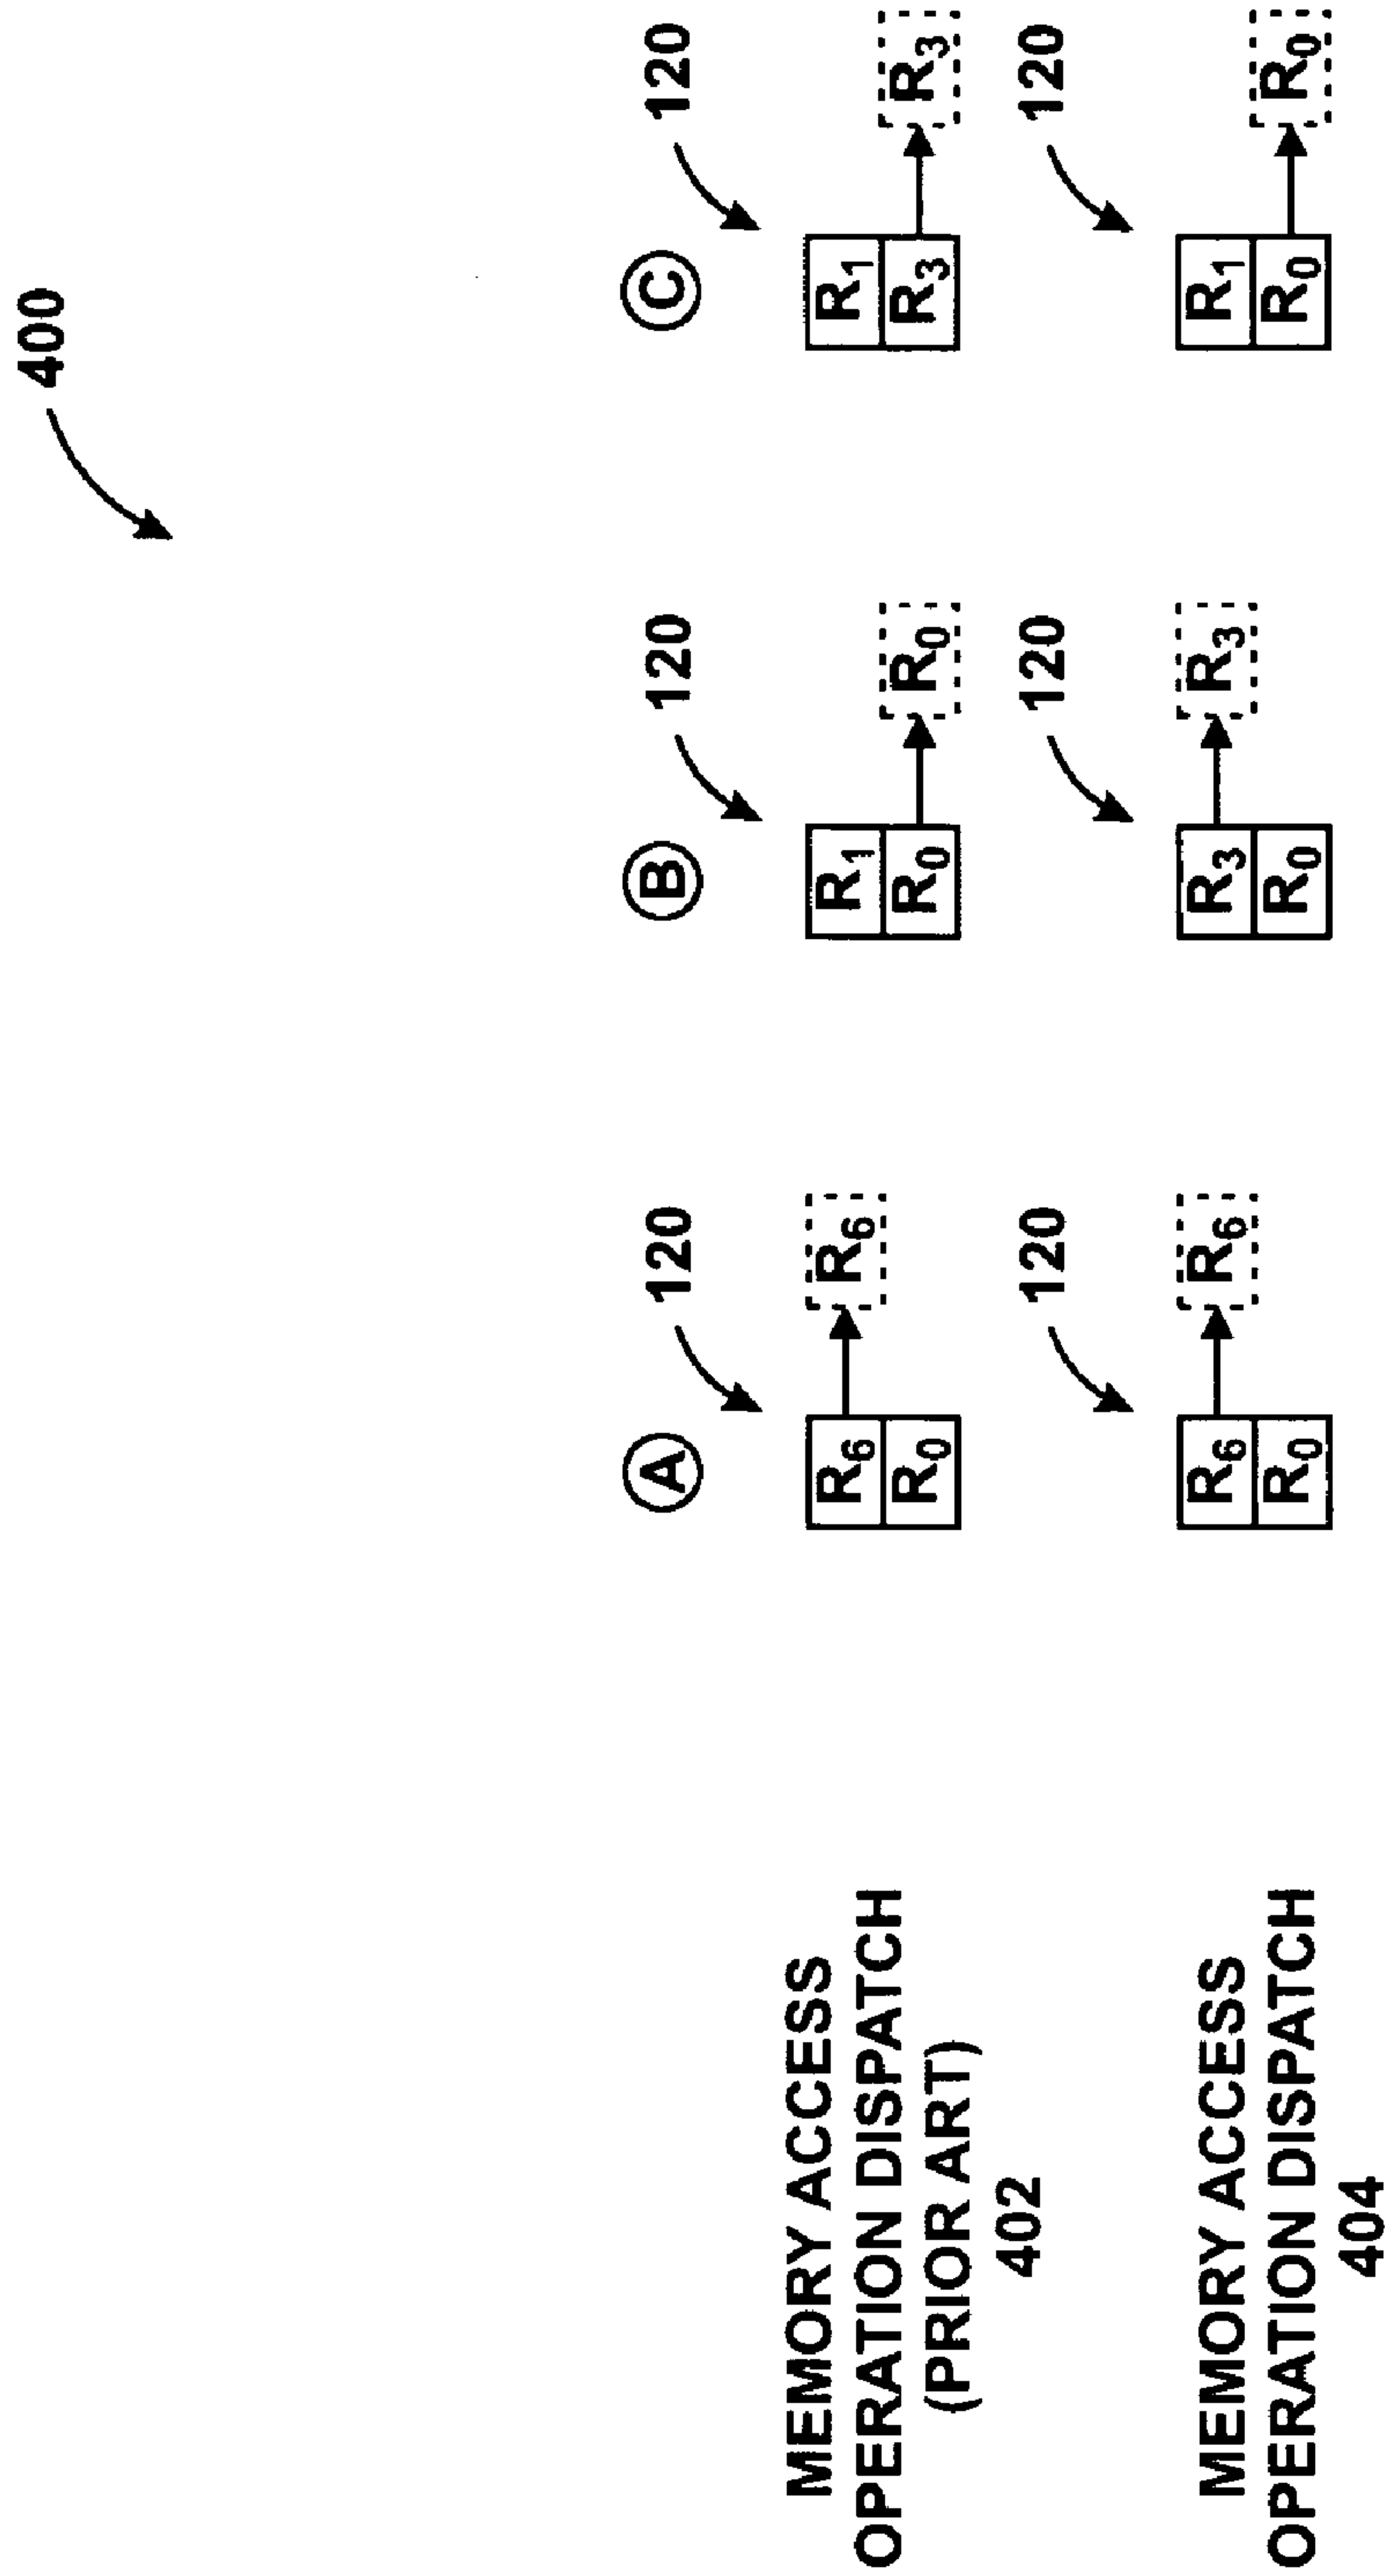 400
A 120 B 120 C 120
MEMORY ACCESS
OPERATION DISPATCH
(PRIOR ART)
402
R6 R6 R1 R1
R0 R0 R0 R3 R3
120 120 120
MEMORY ACCESS
OPERATION DISPATCH
404
R6 R6 R3 R3 R1
R0 R0 R0 R0